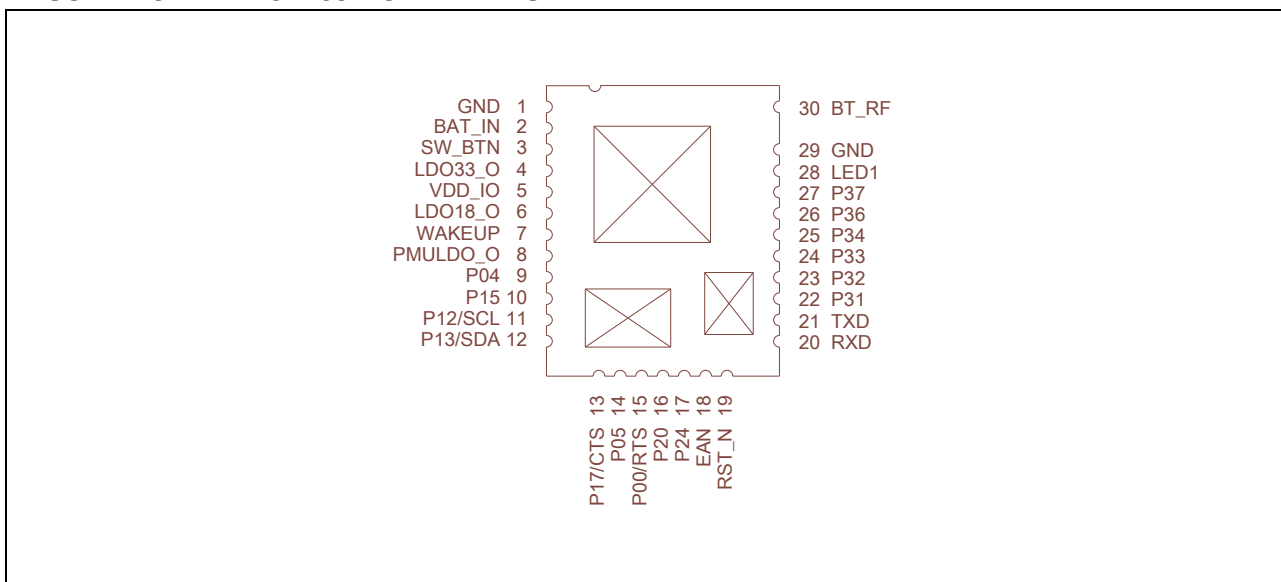 GND 1
BAT_IN 2
SW_BTN 3
LDO33_O 4
VDD_IO 5
LDO18_O 6
WAKEUP 7
PMULDO_O 8
P04 9
P15 10
P12/SCL 11
P13/SDA 12
P17/CTS 13
P05 14
P00/RTS 15
P20 16
P24 17
EAN 18
RST_N 19
30 BT_RF
29 GND
28 LED1
27 P37
26 P36
25 P34
24 P33
23 P32
22 P31
21 TXD
20 RXD